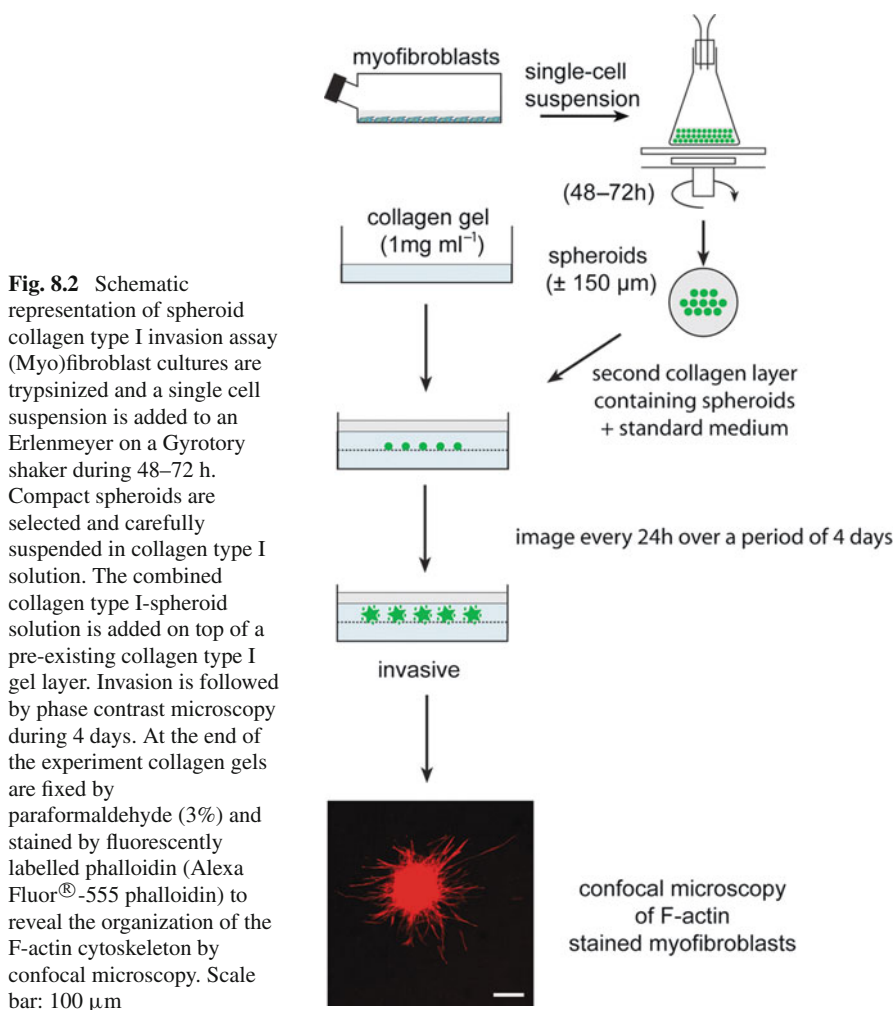 myofibroblasts
single-cell
suspension
(48–72h)
collagen gel
(1mg ml⁻¹)
spheroids
(± 150 μm)
second collagen layer
containing spheroids
+ standard medium
image every 24h over a period of 4 days
invasive
confocal microscopy
of F-actin
stained myofibroblasts
Fig. 8.2 Schematic
representation of spheroid
collagen type I invasion assay
(Myo)fibroblast cultures are
trypsinized and a single cell
suspension is added to an
Erlenmeyer on a Gyrotory
shaker during 48–72 h.
Compact spheroids are
selected and carefully
suspended in collagen type I
solution. The combined
collagen type I-spheroid
solution is added on top of a
pre-existing collagen type I
gel layer. Invasion is followed
by phase contrast microscopy
during 4 days. At the end of
the experiment collagen gels
are fixed by
paraformaldehyde (3%) and
stained by fluorescently
labelled phalloidin (Alexa
Fluor®-555 phalloidin) to
reveal the organization of the
F-actin cytoskeleton by
confocal microscopy. Scale
bar: 100 μm